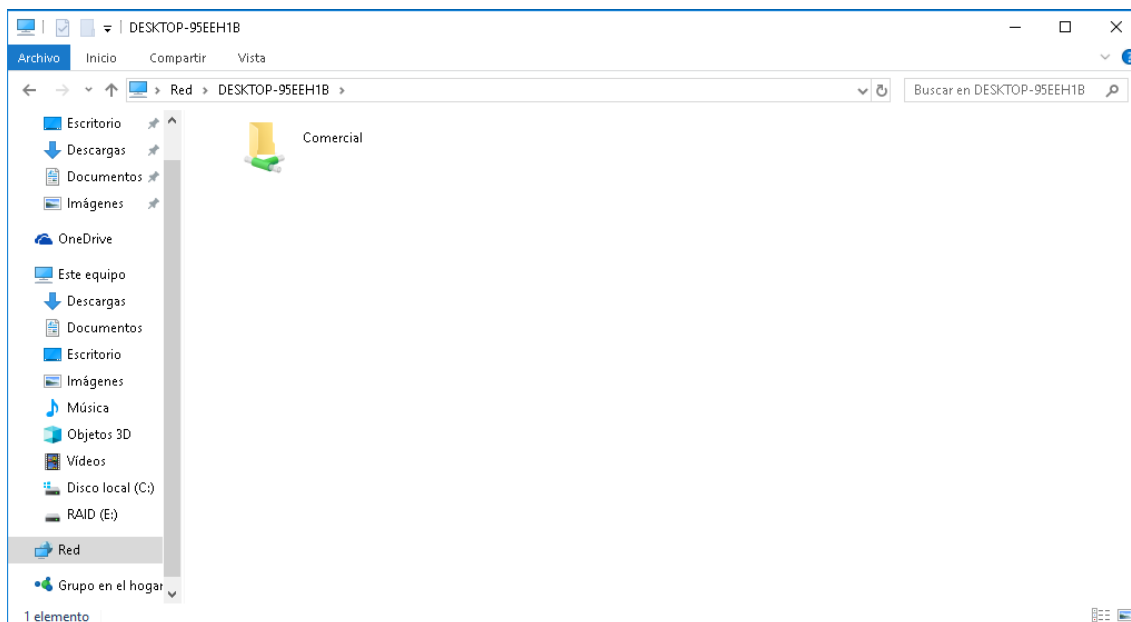 DESKTOP-95EEH1B
Archivo Inicio Compartir Vista
Red > DESKTOP-95EEH1B > Buscar en DESKTOP-95EEH1B
Escritorio
Descargas
Documentos
Imágenes
OneDrive
Este equipo
Descargas
Documentos
Escritorio
Imágenes
Música
Objetos 3D
Vídeos
Disco local (C:)
RAID (E:)
Red
Grupo en el hogar
Comercial
1 elemento